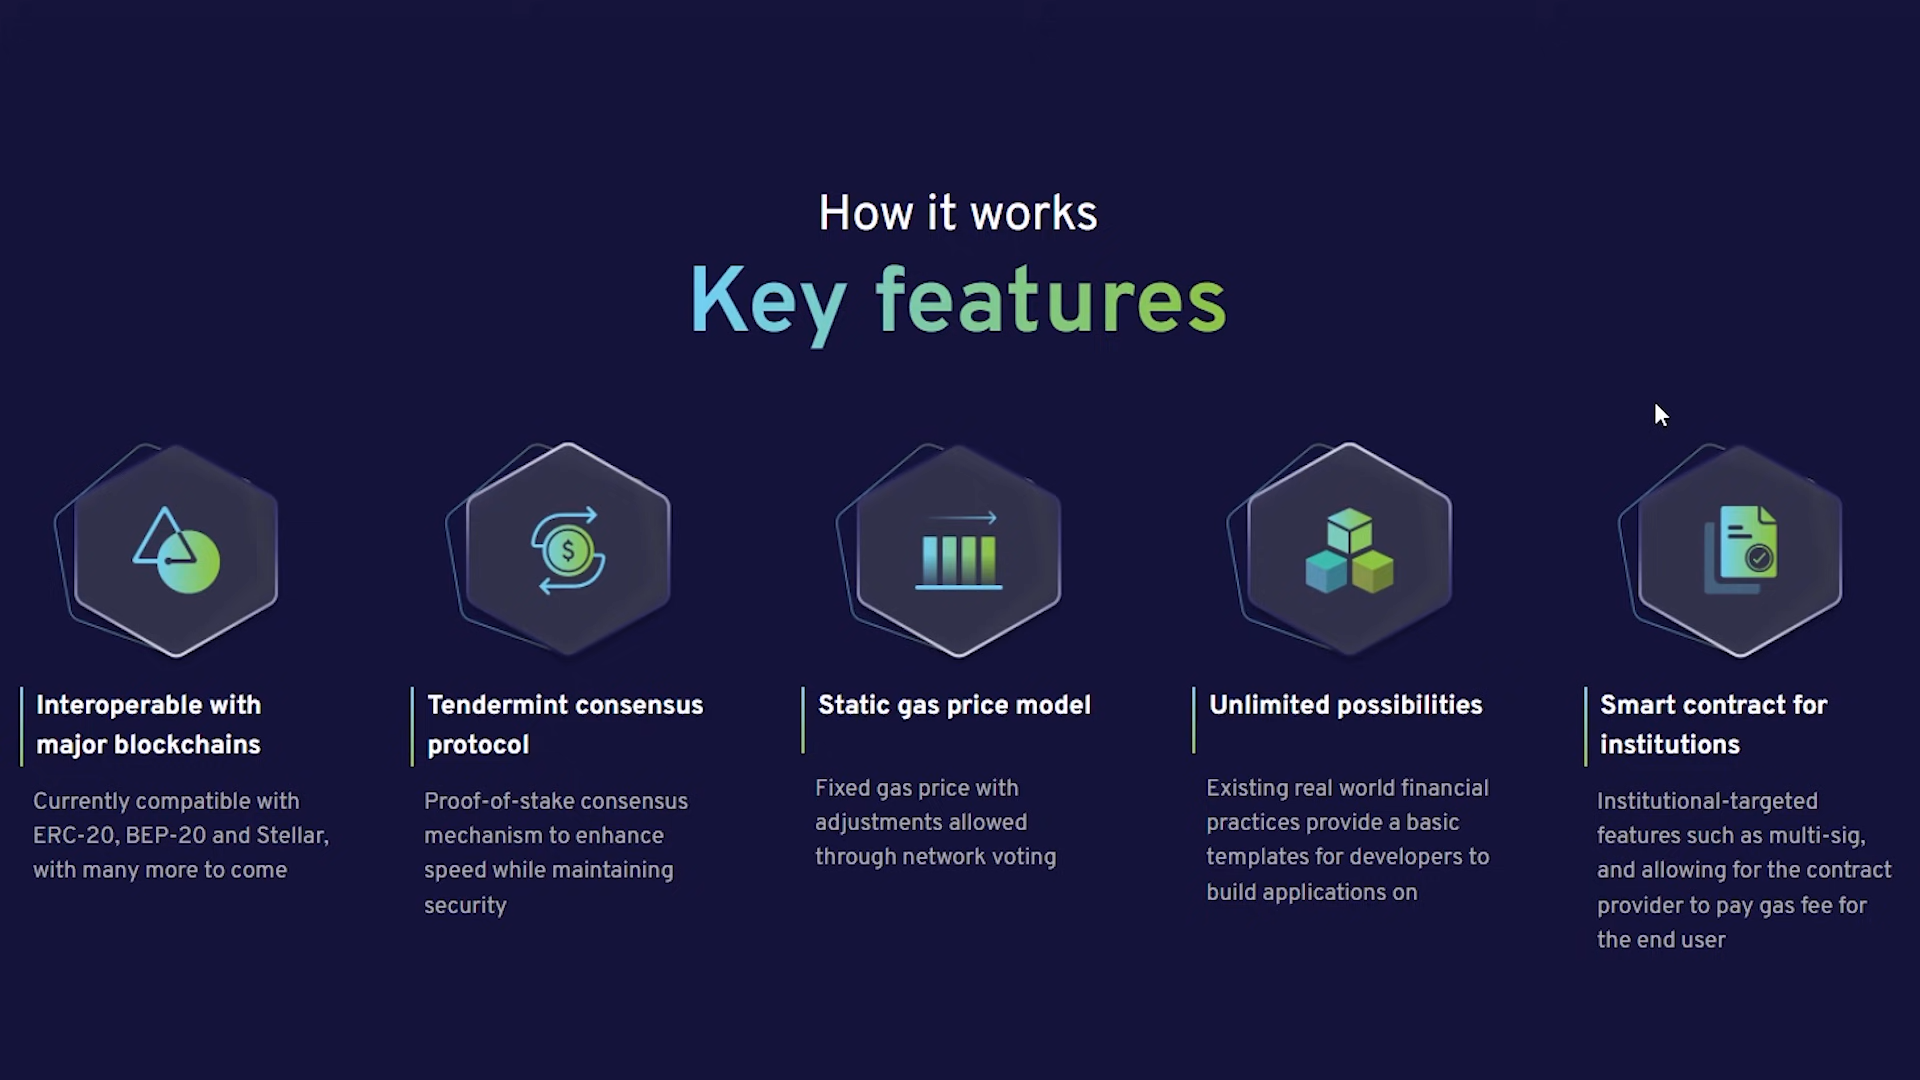 How it works
Key features
Interoperable with
major blockchains
Currently compatible with
ERC-20, BEP-20 and Stellar,
with many more to come
Tendermint consensus
protocol
Proof-of-stake consensus
mechanism to enhance
speed while maintaining
security
Static gas price model
Fixed gas price with
adjustments allowed
through network voting
Unlimited possibilities
Existing real world financial
practices provide a basic
templates for developers to
build applications on
Smart contract for
institutions
Institutional-targeted
features such as multi-sig,
and allowing for the contract
provider to pay gas fee for
the end user
$